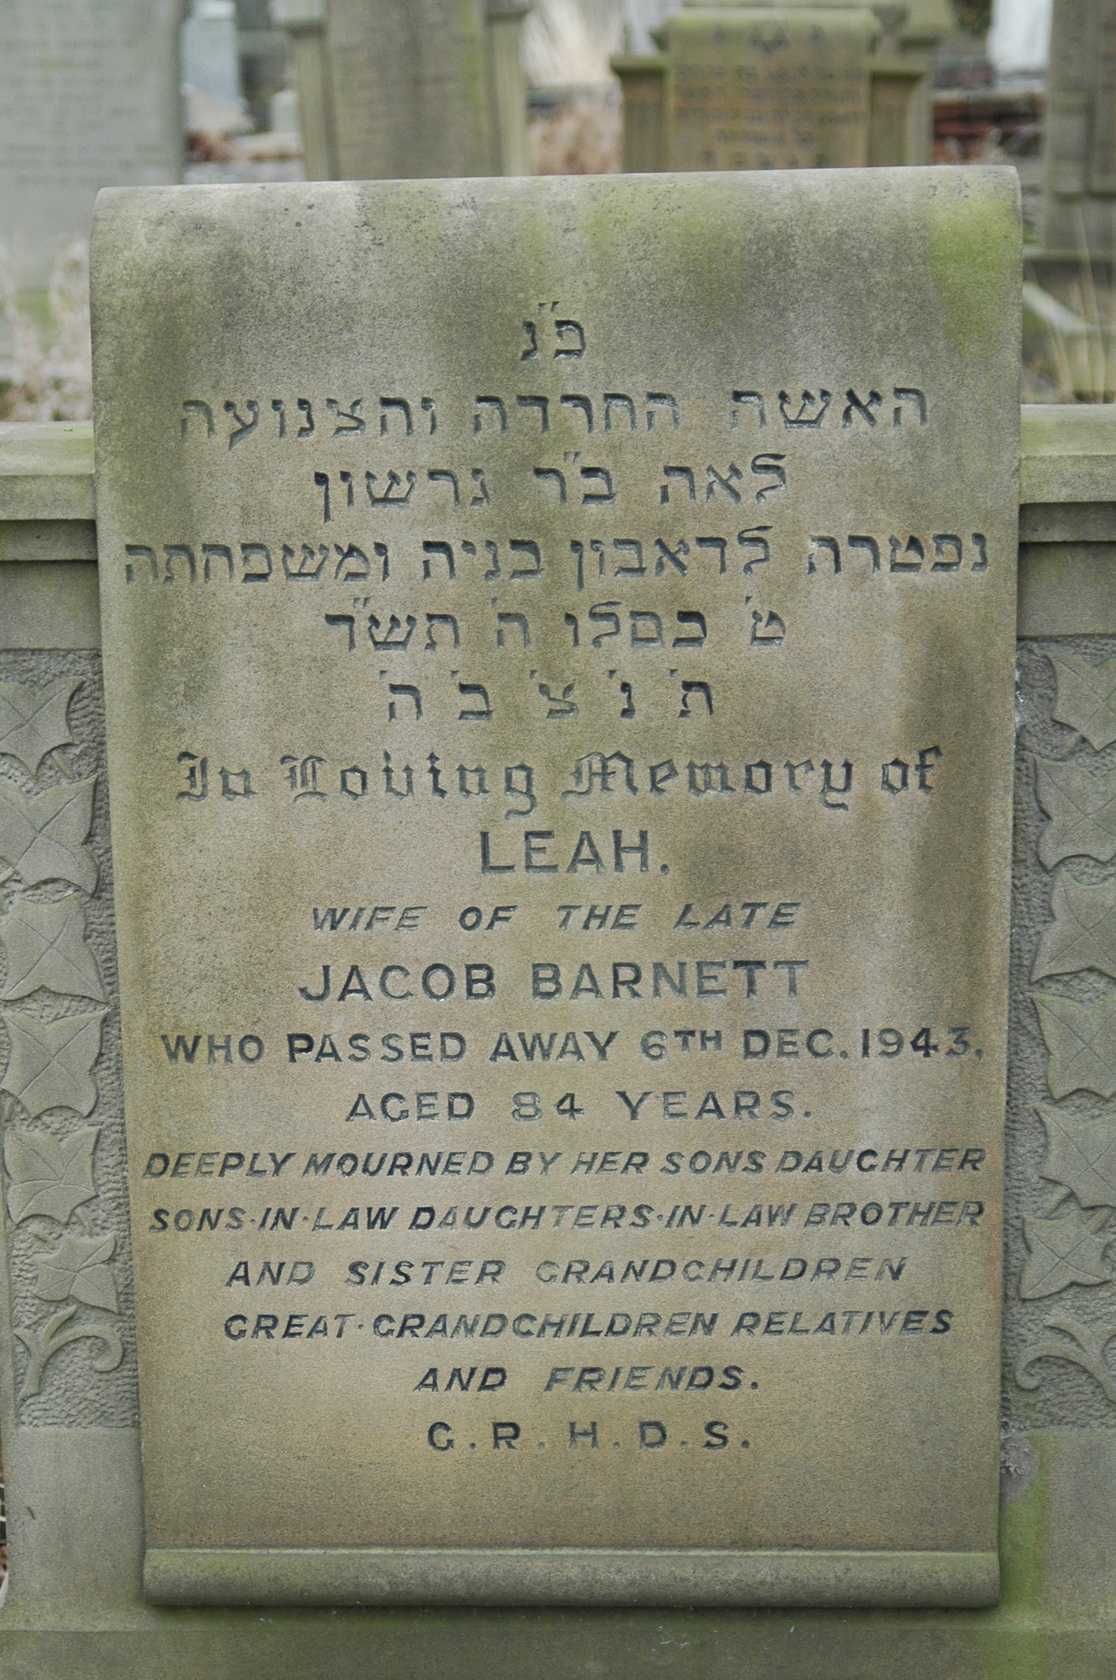 פ״נ
האשה החרדה והצנועה
לאה ב״ר גרשון
נפטרה לדאבון בניה ומשפחתה
ט׳ כסלו ה׳ תש״ד
ת׳ נ׳ צ׳ ב׳ ה׳
In Loving Memory of
LEAH.
WIFE OF THE LATE
JACOB BARNETT
WHO PASSED AWAY 6TH DEC. 1943.
AGED 84 YEARS.
DEEPLY MOURNED BY HER SONS DAUGHTER
SONS·IN·LAW DAUGHTERS·IN·LAW BROTHER
AND SISTER GRANDCHILDREN
GREAT·GRANDCHILDREN RELATIVES
AND FRIENDS.
G.R.H.D.S.